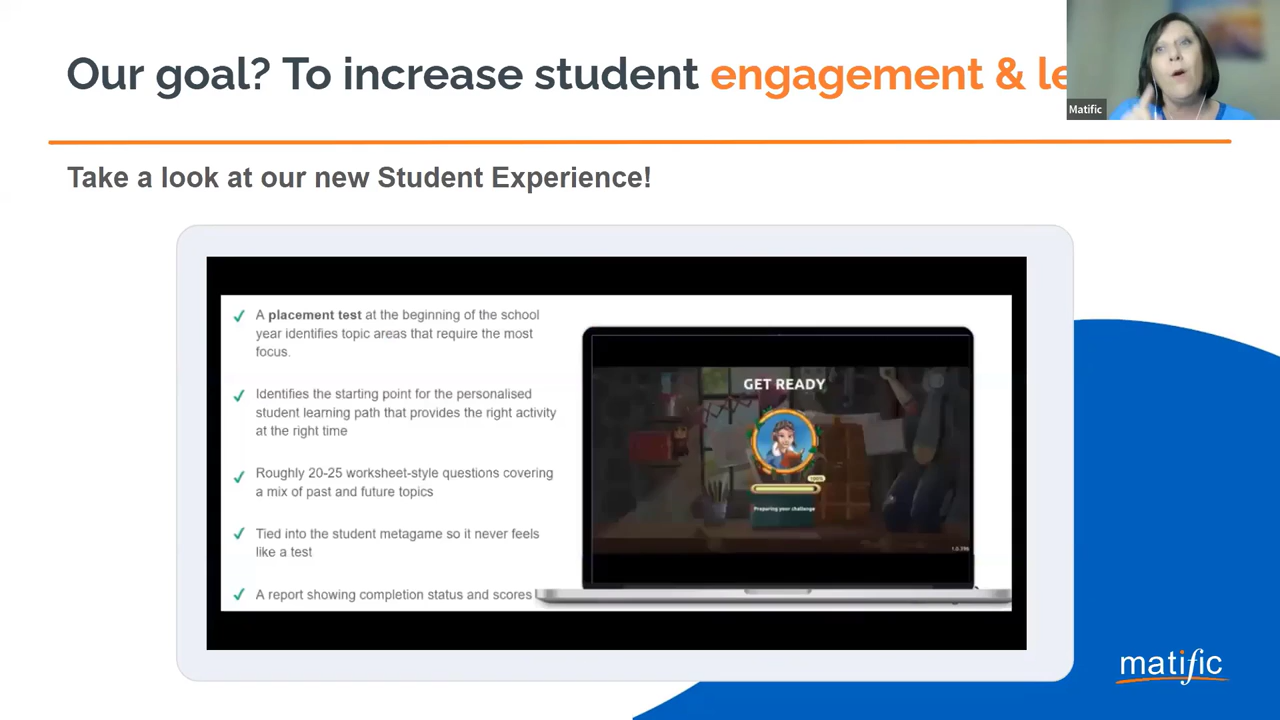 Our goal? To increase student engagement & le
Matific
Take a look at our new Student Experience!
A placement test at the beginning of the school
year identifies topic areas that require the most
focus.
Identifies the starting point for the personalised
student learning path that provides the right activity
at the right time
Roughly 20-25 worksheet-style questions covering
a mix of past and future topics
Tied into the student metagame so it never feels
like a test
A report showing completion status and scores
GET READY
100%
Preparing your challenge
1.0.396
matific